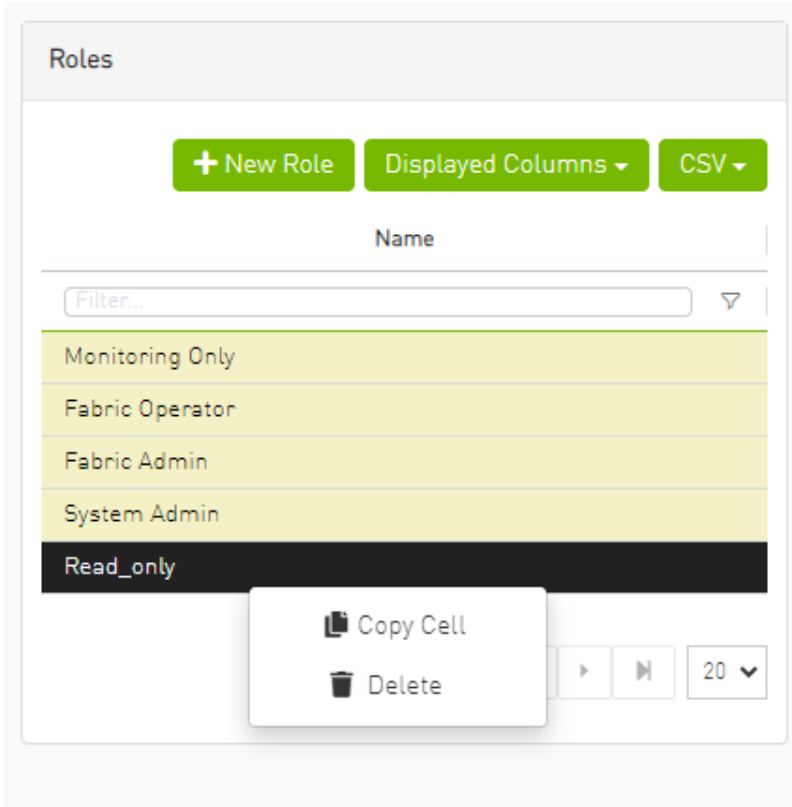 Roles
New Role
Displayed Columns
CSV
Name
Filter...
Monitoring Only
Fabric Operator
Fabric Admin
System Admin
Read_only
Copy Cell
Delete
20